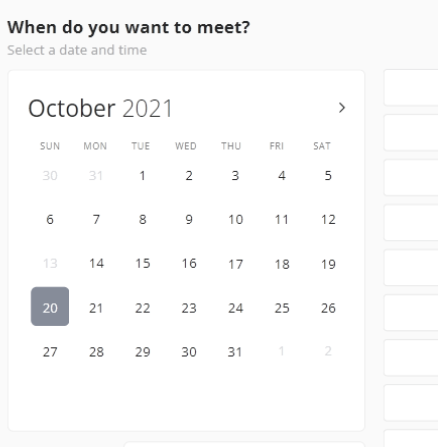 When do you want to meet?
Select a date and time
October 2021
SUN MON TUE WED THU FRI SAT
30 31 1 2 3 4 5
6 7 8 9 10 11 12
13 14 15 16 17 18 19
20 21 22 23 24 25 26
27 28 29 30 31 1 2